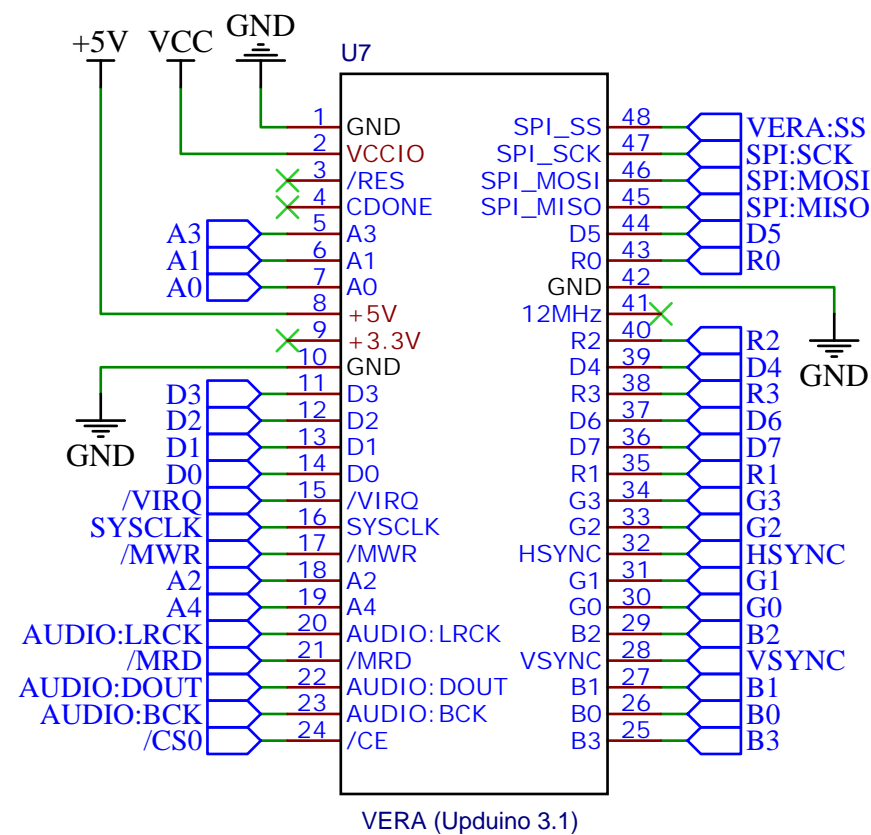 +5V VCC GND
U7
1 GND SPI_SS 48 VERA:SS
2 VCCIO SPI_SCK 47 SPI:SCK
3 /RES SPI_MOSI 46 SPI:MOSI
4 CDONE SPI_MISO 45 SPI:MISO
A3 5 A3 D5 44 D5
A1 6 A1 R0 43 R0
A0 7 A0 GND 42
8 +5V 12MHz 41
9 +3.3V R2 40 R2
10 GND D4 39 D4
GND
D3 11 D3 R3 38 R3
D2 12 D2 D6 37 D6
D1 13 D1 D7 36 D7
GND
D0 14 D0 R1 35 R1
/VIRQ 15 /VIRQ G3 34 G3
SYSCLK 16 SYSCLK G2 33 G2
/MWR 17 /MWR HSYNC 32 HSYNC
A2 18 A2 G1 31 G1
A4 19 A4 G0 30 G0
AUDIO:LRCK 20 AUDIO:LRCK B2 29 B2
/MRD 21 /MRD VSYNC 28 VSYNC
AUDIO:DOUT 22 AUDIO:DOUT B1 27 B1
AUDIO:BCK 23 AUDIO:BCK B0 26 B0
/CS0 24 /CE B3 25 B3
VERA (Upduino 3.1)